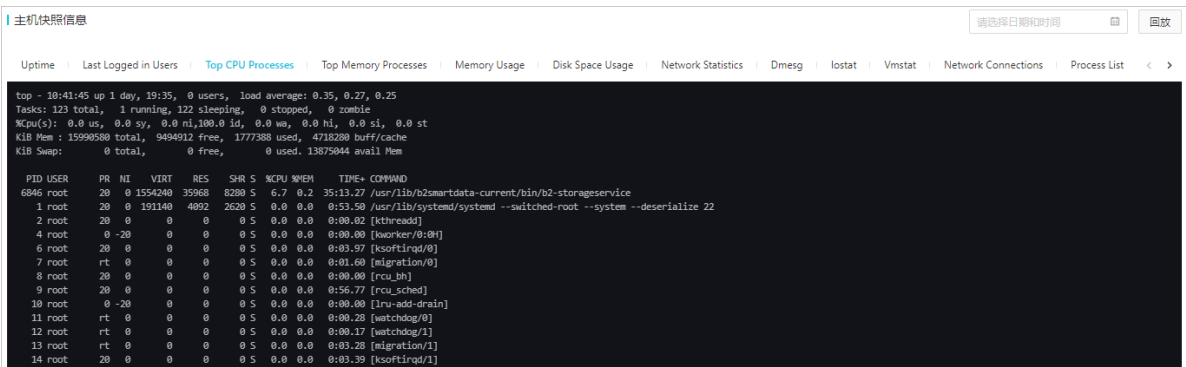 主机快照信息
请选择日期和时间 回放
Uptime Last Logged in Users Top CPU Processes Top Memory Processes Memory Usage Disk Space Usage Network Statistics Dmesg Iostat Vmstat Network Connections Process List < >
top - 10:41:45 up 1 day, 19:35, 0 users, load average: 0.35, 0.27, 0.25
Tasks: 123 total, 1 running, 122 sleeping, 0 stopped, 0 zombie
%Cpu(s): 0.0 us, 0.0 sy, 0.0 ni,100.0 id, 0.0 wa, 0.0 hi, 0.0 si, 0.0 st
KiB Mem : 15990580 total, 9494912 free, 1777388 used, 4718280 buff/cache
KiB Swap: 0 total, 0 free, 0 used. 13875044 avail Mem
PID USER PR NI VIRT RES SHR S %CPU %MEM TIME+ COMMAND
6846 root 20 0 1554240 35968 8280 S 6.7 0.2 35:13.27 /usr/lib/b2smartdata-current/bin/b2-storageservice
1 root 20 0 191140 4092 2620 S 0.0 0.0 0:53.50 /usr/lib/systemd/systemd --switched-root --system --deserialize 22
2 root 20 0 0 0 0 S 0.0 0.0 0:00.02 [kthreadd]
4 root 0 -20 0 0 0 S 0.0 0.0 0:00.00 [kworker/0:0H]
6 root 20 0 0 0 0 S 0.0 0.0 0:03.97 [ksoftirqd/0]
7 root rt 0 0 0 0 S 0.0 0.0 0:01.60 [migration/0]
8 root 20 0 0 0 0 S 0.0 0.0 0:00.00 [rcu_bh]
9 root 20 0 0 0 0 S 0.0 0.0 0:56.77 [rcu_sched]
10 root 0 -20 0 0 0 S 0.0 0.0 0:00.00 [lru-add-drain]
11 root rt 0 0 0 0 S 0.0 0.0 0:00.28 [watchdog/0]
12 root rt 0 0 0 0 S 0.0 0.0 0:00.17 [watchdog/1]
13 root rt 0 0 0 0 S 0.0 0.0 0:03.28 [migration/1]
14 root 20 0 0 0 0 S 0.0 0.0 0:03.39 [ksoftirqd/1]